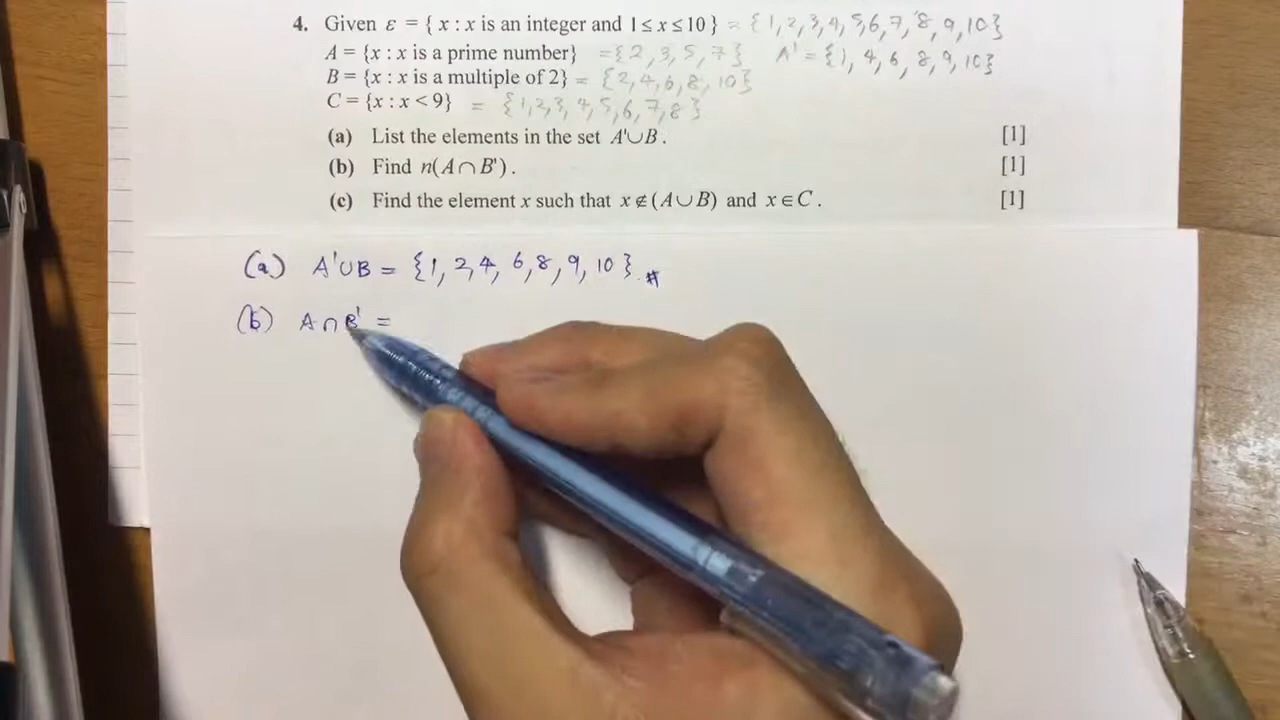 4. Given ε = { x : x is an integer and 1 ≤ x ≤ 10 } = {1,2,3,4,5,6,7,8,9,10}
A = {x : x is a prime number} = {2,3,5,7} A' = {1,4,6,8,9,10}
B = {x : x is a multiple of 2} = {2,4,6,8,10}
C = {x : x < 9} = {1,2,3,4,5,6,7,8}
(a) List the elements in the set A'∪B. [1]
(b) Find n(A∩B'). [1]
(c) Find the element x such that x∉(A∪B) and x∈C. [1]
(a) A'∪B = {1, 2, 4, 6, 8, 9, 10}. #
(b) A∩B' =